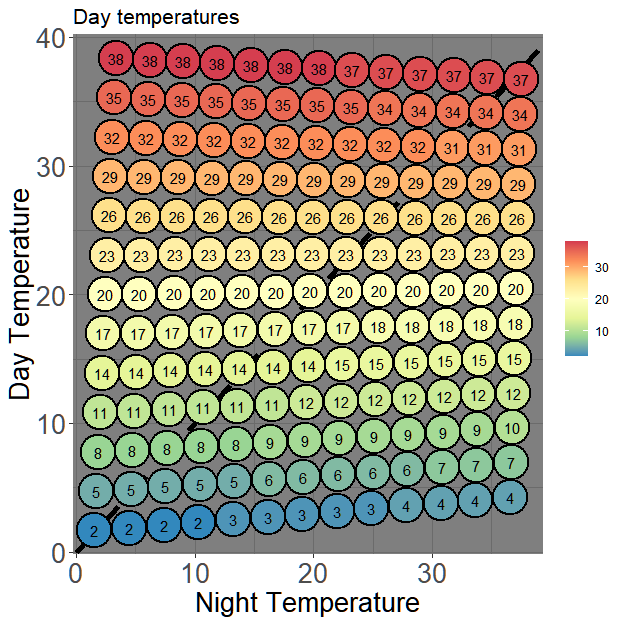 Day temperatures
40
38 38 38 38 38 38 38 37 37 37 37 37 37
35 35 35 35 35 35 35 35 34 34 34 34 34
32 32 32 32 32 32 32 32 32 32 31 31 31
30
29 29 29 29 29 29 29 29 29 29 29 29 29
26 26 26 26 26 26 26 26 26 26 26 26 26
23 23 23 23 23 23 23 23 23 23 23 23 23
20
20 20 20 20 20 20 20 20 20 20 20 20 20
17 17 17 17 17 17 17 17 18 18 18 18 18
14 14 14 14 14 14 14 15 15 15 15 15 15
11 11 11 11 11 11 12 12 12 12 12 12 12
10
8 8 8 8 8 9 9 9 9 9 9 9 10
5 5 5 5 5 6 6 6 6 6 7 7 7
2 2 2 2 3 3 3 3 3 4 4 4 4
0
0 10 20 30
Night Temperature
Day Temperature
30
20
10